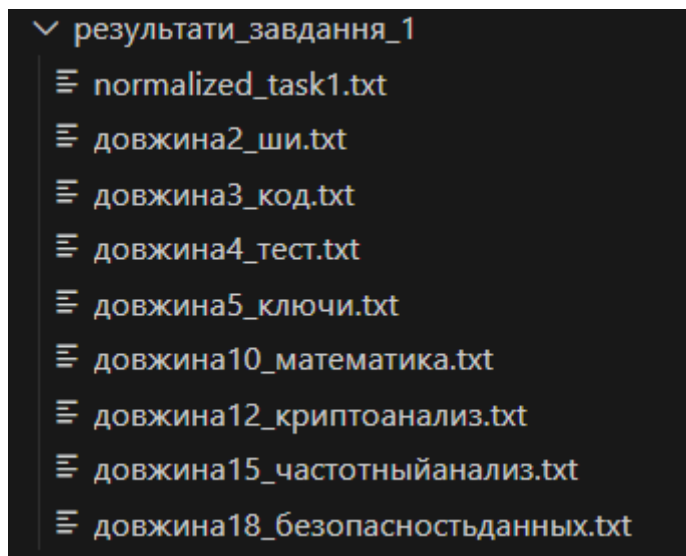 результати_завдання_1
normalized_task1.txt
довжина2_ши.txt
довжина3_код.txt
довжина4_тест.txt
довжина5_ключи.txt
довжина10_математика.txt
довжина12_криптоанализ.txt
довжина15_частотныйанализ.txt
довжина18_безопасностьданных.txt